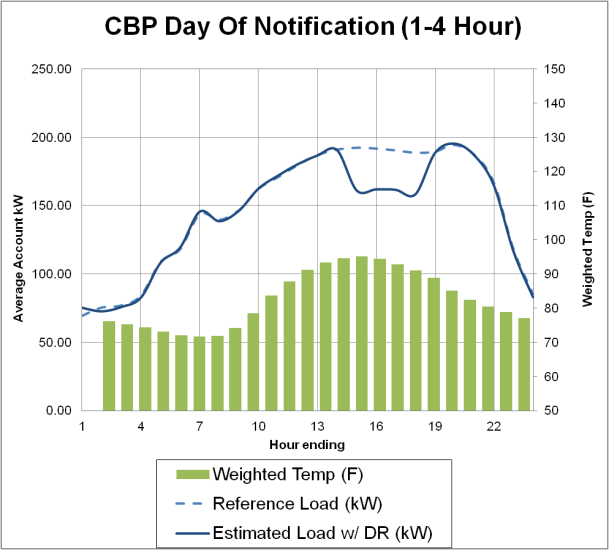 CBP Day Of Notification (1-4 Hour)
250.00
200.00
150.00
100.00
50.00
0.00
Average Account kW
150
140
130
120
110
100
90
80
70
60
50
Weighted Temp (F)
1 4 7 10 13 16 19 22
Hour ending
Weighted Temp (F)
Reference Load (kW)
Estimated Load w/ DR (kW)